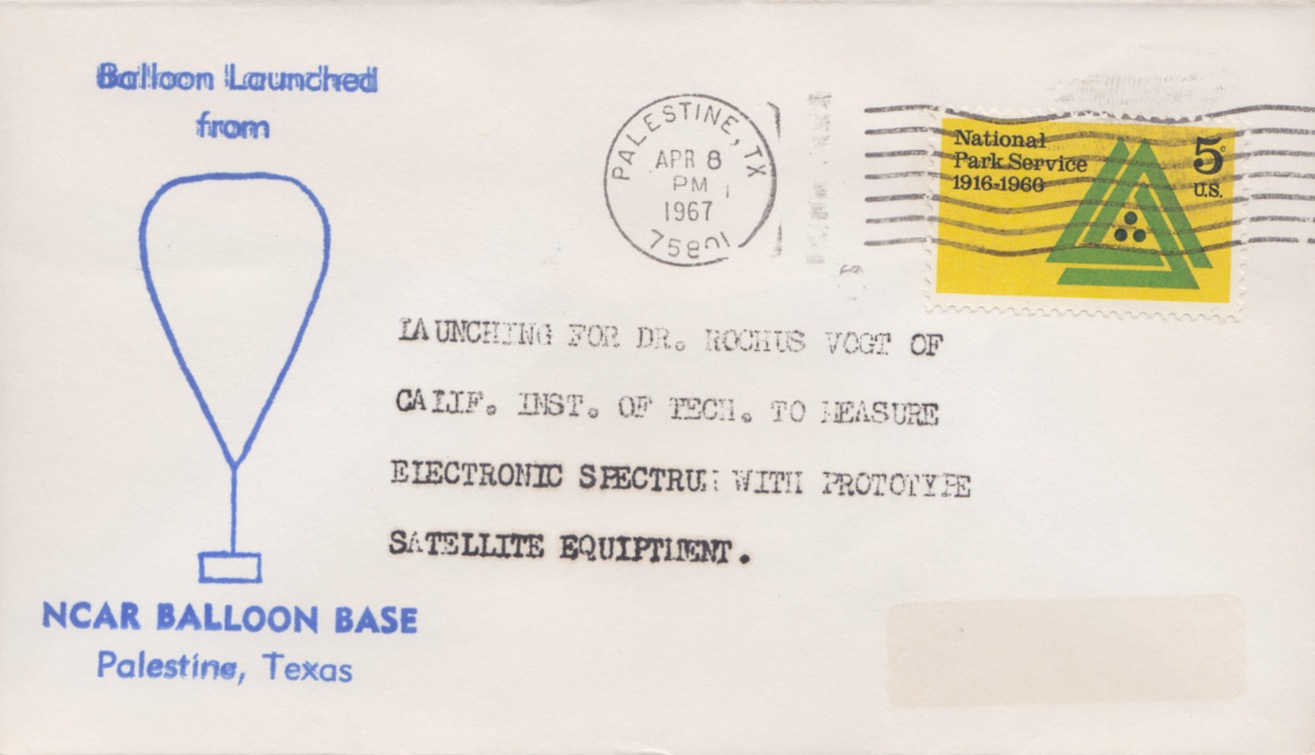 Balloon Launched
from
NCAR BALLOON BASE
Palestine, Texas
PALESTINE, TX
APR 8
PM
1967
75801
National
Park Service
1916-1966
5c
U.S.
LAUNCHING FOR DR. ROCHUS VOGT OF
CALIF. INST. OF TECH. TO MEASURE
ELECTRONIC SPECTRUM WITH PROTOTYPE
SATELLITE EQUIPTMENT.